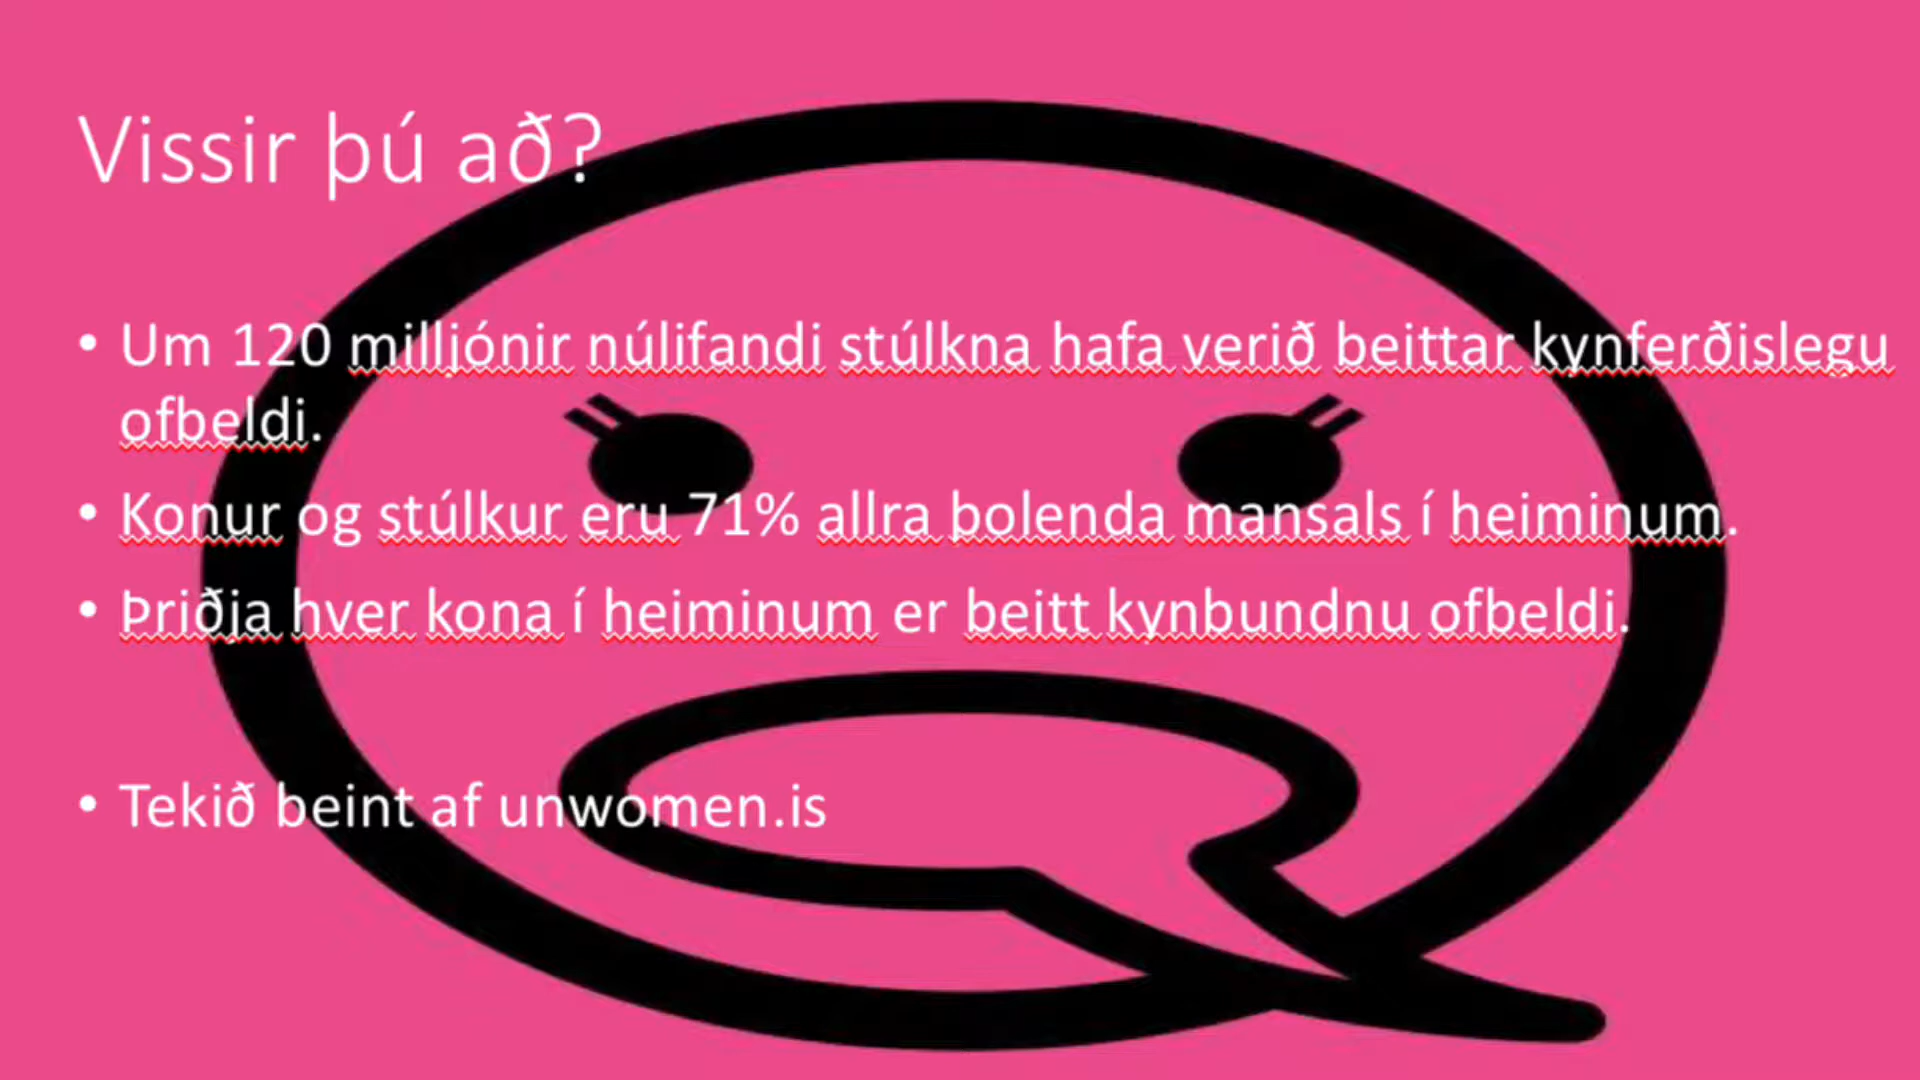 Vissir þú að?
• Um 120 milljónir núlifandi stúlkna hafa verið beittar kynferðislegu
ofbeldi.
• Konur og stúlkur eru 71% allra þolenda mansals í heiminum.
• Þriðja hver kona í heiminum er beitt kynbundnu ofbeldi.
• Tekið beint af unwomen.is